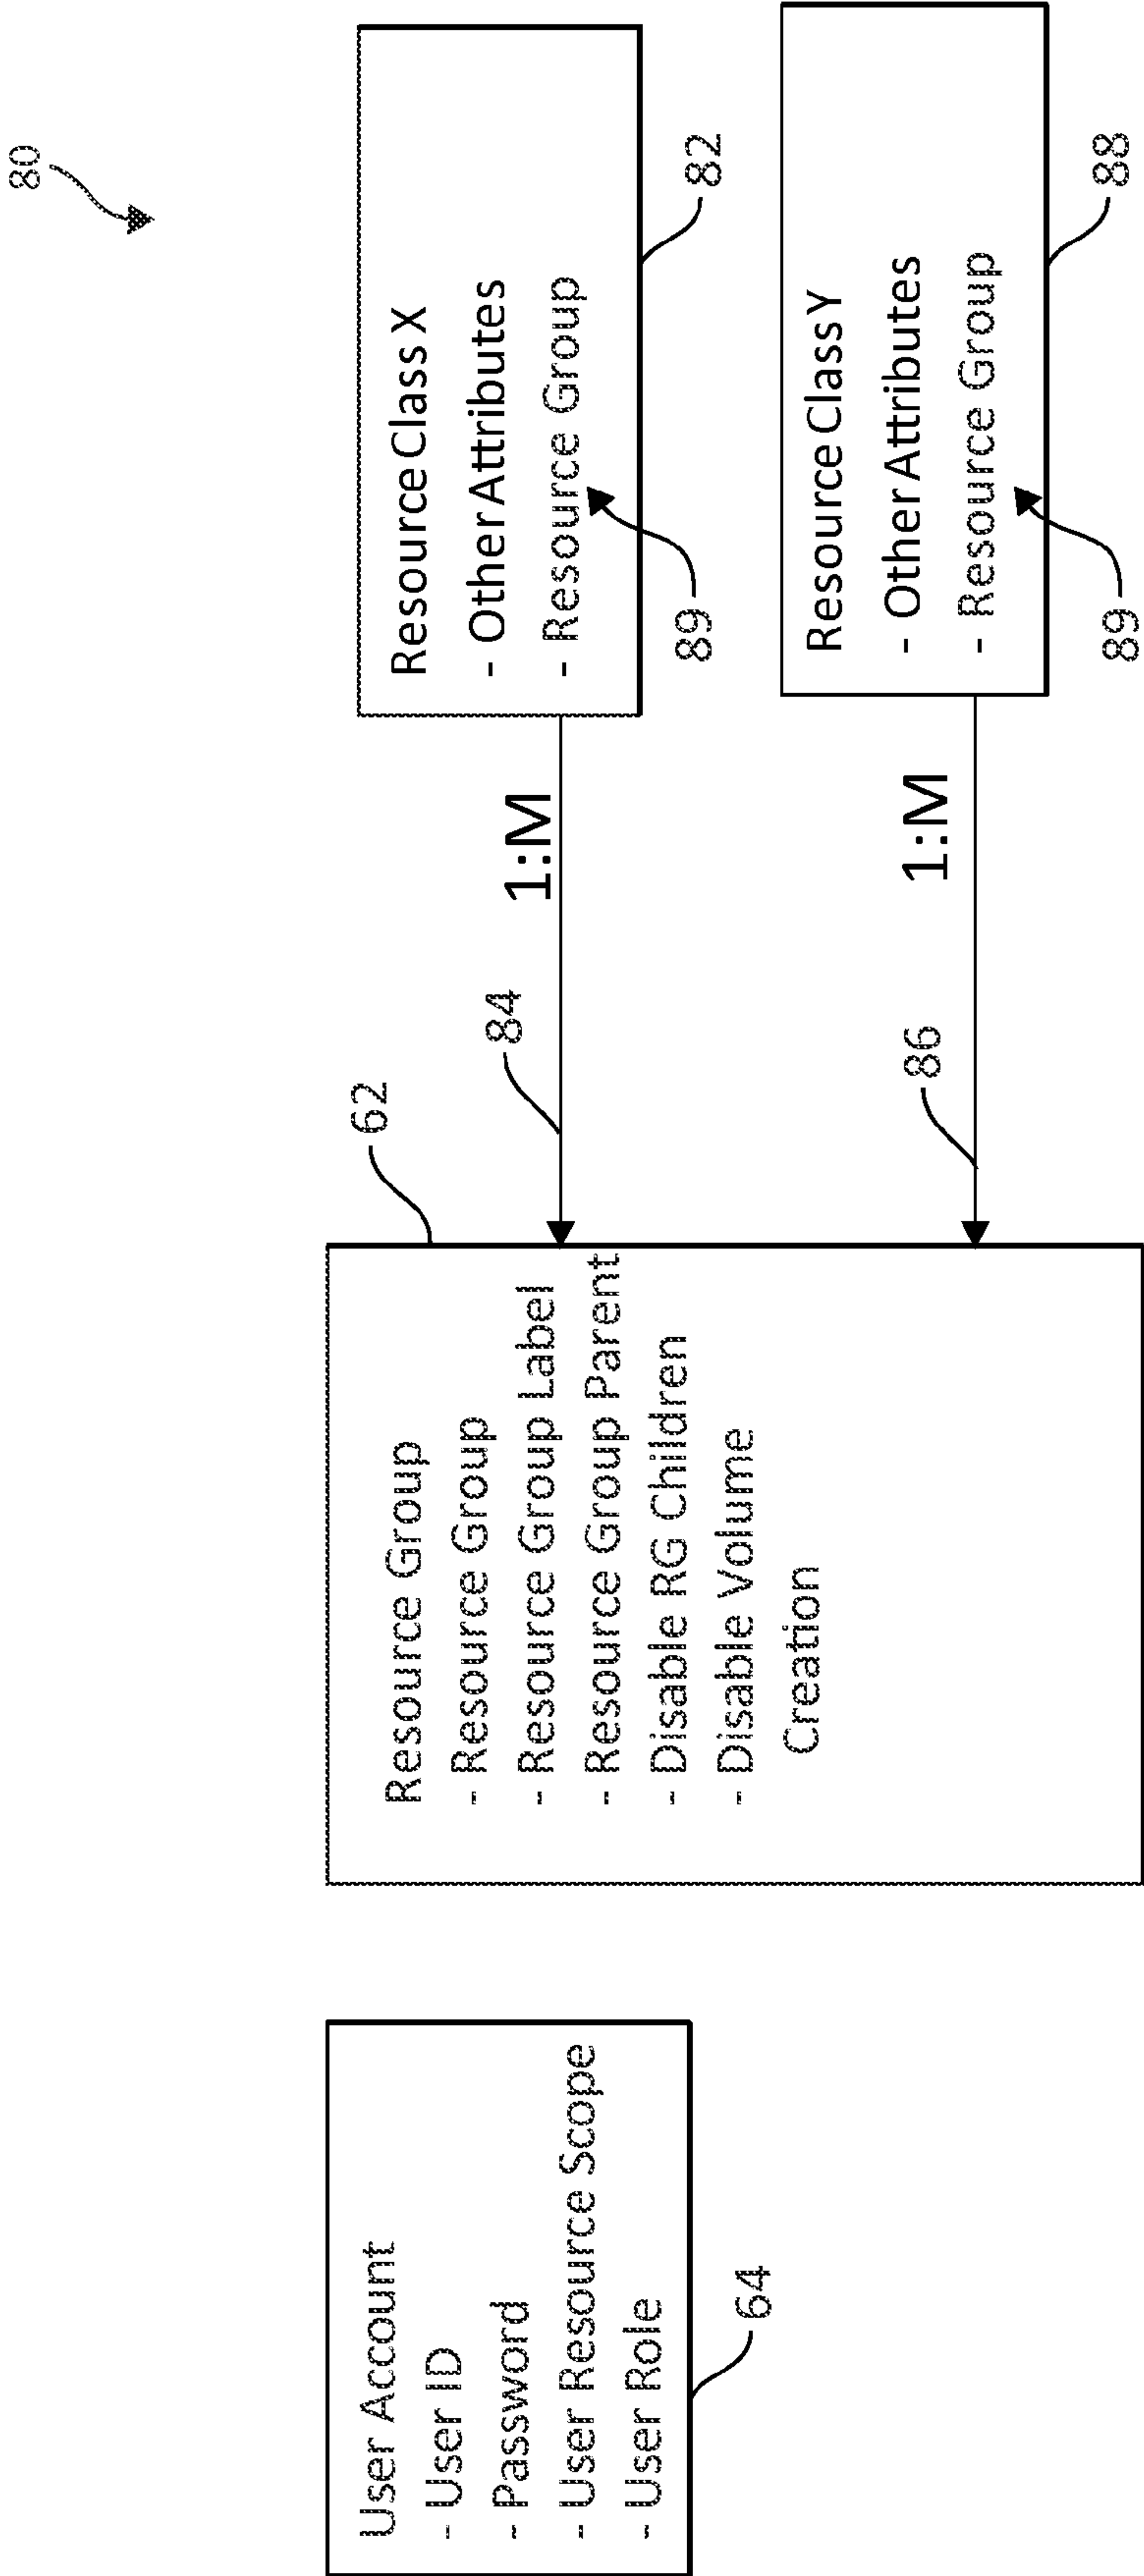 80
User Account
- User ID
- Password
- User Resource Scope
- User Role
64
Resource Group
- Resource Group
- Resource Group Label
- Resource Group Parent
- Disable RG Children
- Disable Volume
Creation
62
84
1:M
86
1:M
Resource Class X
- Other Attributes
- Resource Group
89
82
Resource Class Y
- Other Attributes
- Resource Group
89
88